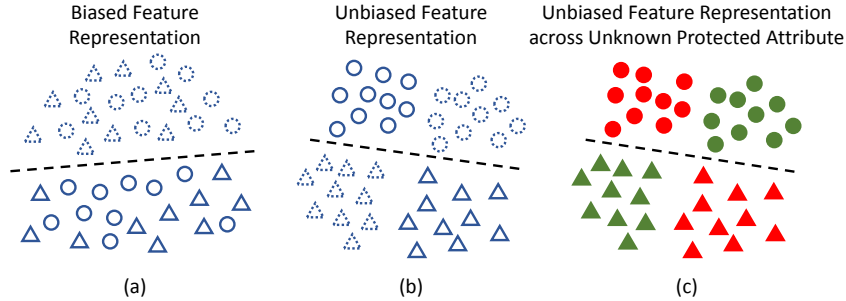 Biased Feature
Representation
Unbiased Feature
Representation
Unbiased Feature Representation
across Unknown Protected Attribute
(a)
(b)
(c)